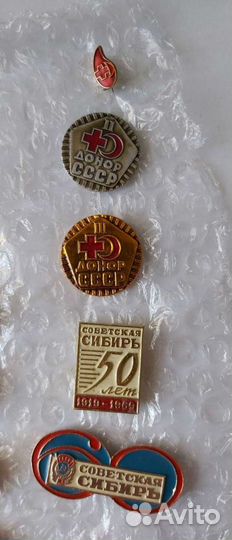 II
ДОНОР
СССР
III
ДОНОР
СССР
СОВЕТСКАЯ
СИБИРЬ
50
лет
1919-1969
СОВЕТСКАЯ
СИБИРЬ
Avito